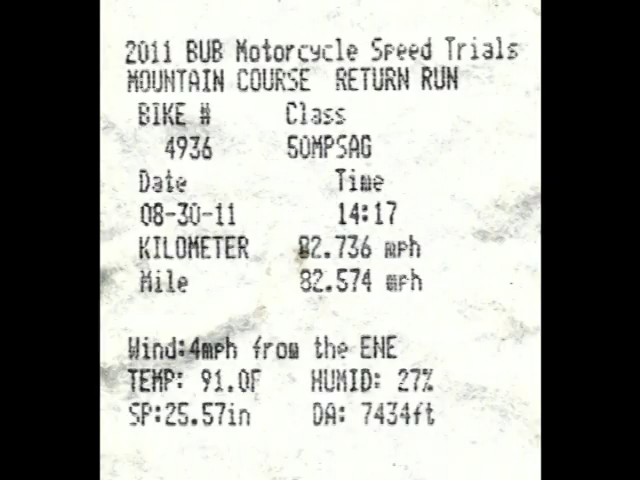 2011 BUB Motorcycle Speed Trials
MOUNTAIN COURSE RETURN RUN
BIKE # Class
4936 50MPSAG
Date Time
08-30-11 14:17
KILOMETER 82.736 mph
Mile 82.574 mph
Wind:4mph from the ENE
TEMP: 91.0F HUMID: 27%
SP:25.57in DA: 7434ft